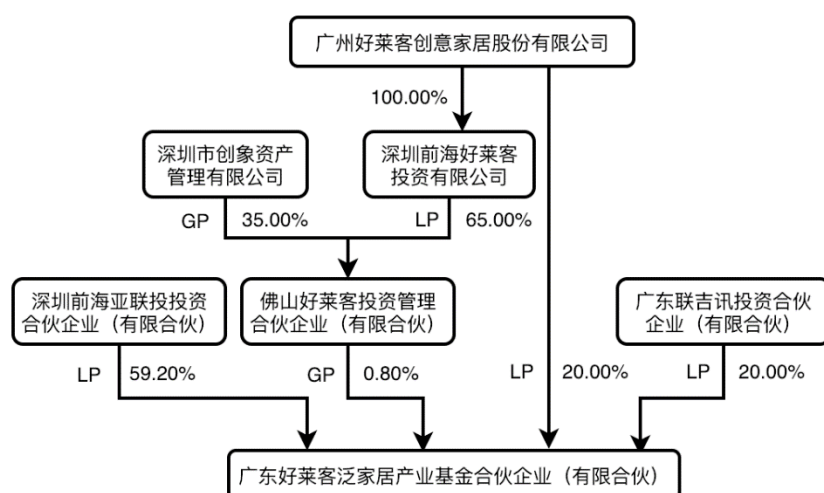 广州好莱客创意家居股份有限公司
100.00%
深圳市创象资产
管理有限公司
深圳前海好莱客
投资有限公司
GP
35.00%
LP
65.00%
深圳前海亚联投投资
合伙企业（有限合伙）
佛山好莱客投资管理
合伙企业（有限合伙）
广东联吉讯投资合伙
企业（有限合伙）
LP
59.20%
GP
0.80%
LP
20.00%
LP
20.00%
广东好莱客泛家居产业基金合伙企业（有限合伙）